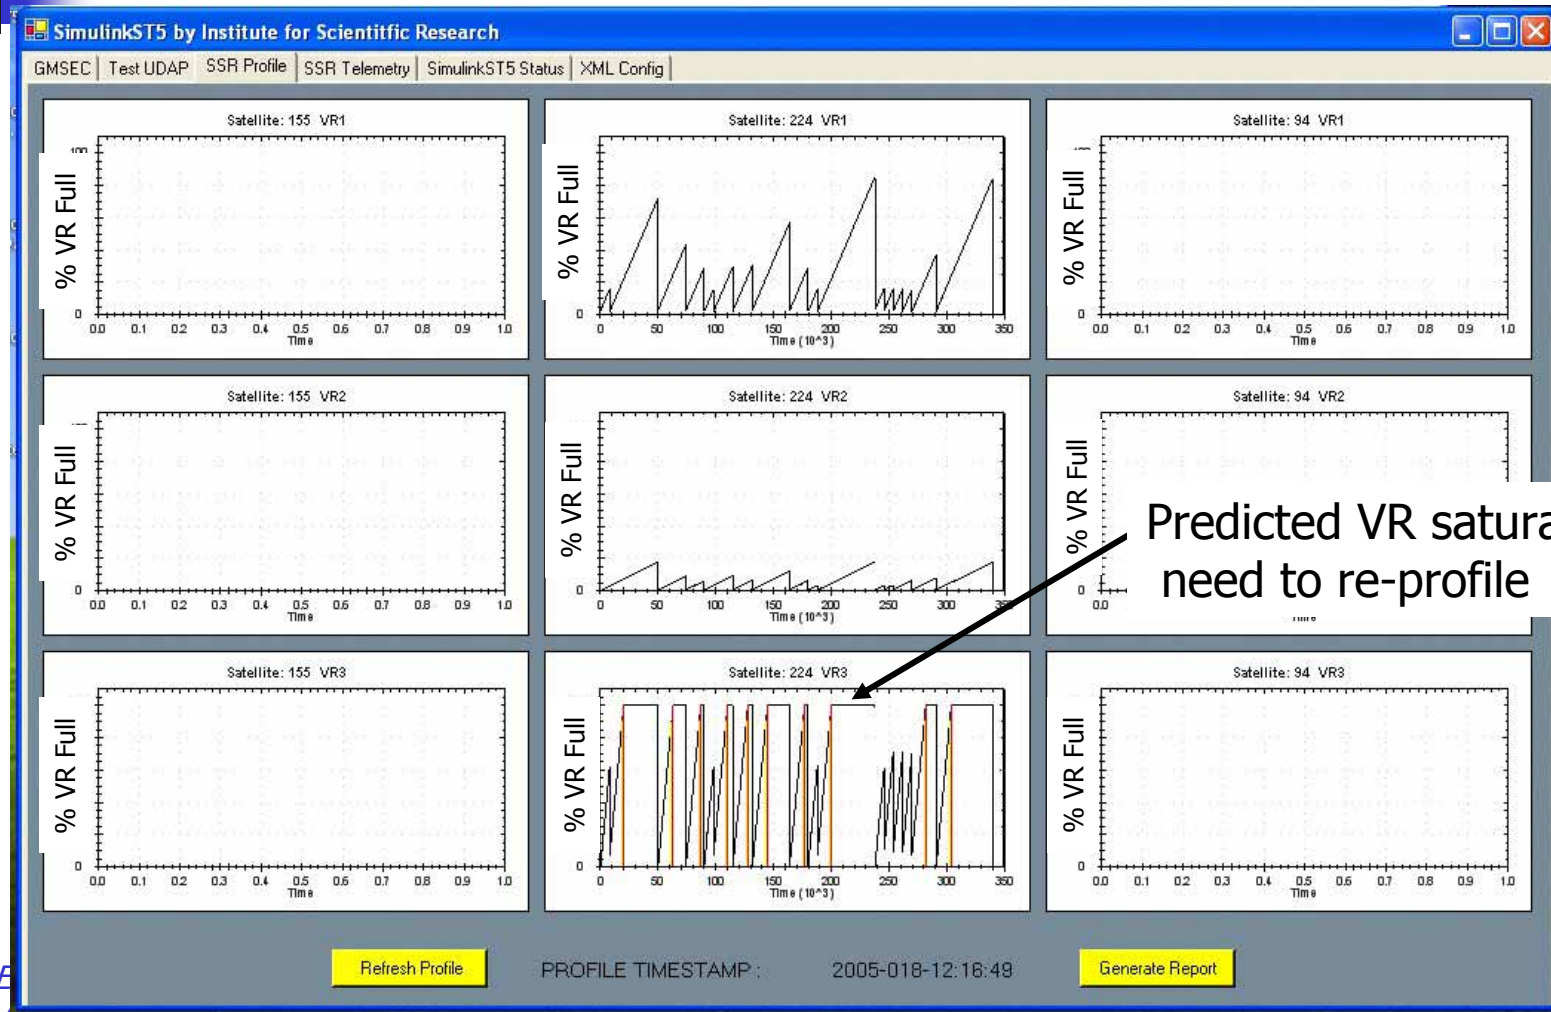 SimulinkST5 by Institute for Scientitfic Research
GMSEC Test UDAP SSR Profile SSR Telemetry SimulinkST5 Status XML Config
Satellite: 155 VR1
% VR Full
100
0
0.0 0.1 0.2 0.3 0.4 0.5 0.6 0.7 0.8 0.9 1.0
Time
Satellite: 224 VR1
% VR Full
0 50 100 150 200 250 300 350
Time (10^3)
Satellite: 94 VR1
% VR Full
0
0.0 0.1 0.2 0.3 0.4 0.5 0.6 0.7 0.8 0.9 1.0
Time
Satellite: 155 VR2
% VR Full
0
0.0 0.1 0.2 0.3 0.4 0.5 0.6 0.7 0.8 0.9 1.0
Time
Satellite: 224 VR2
% VR Full
0
0 50 100 150 200 250 300 350
Time (10^3)
Satellite: 94 VR2
% VR Full
0
0.0
Predicted VR satura
need to re-profile
Satellite: 155 VR3
% VR Full
0
0.0 0.1 0.2 0.3 0.4 0.5 0.6 0.7 0.8 0.9 1.0
Time
Satellite: 224 VR3
% VR Full
0
0 50 100 150 200 250 300 350
Time (10^3)
Satellite: 94 VR3
% VR Full
0
0.0 0.1 0.2 0.3 0.4 0.5 0.6 0.7 0.8 0.9 1.0
Time
Refresh Profile PROFILE TIMESTAMP : 2005-018-12:16:49 Generate Report